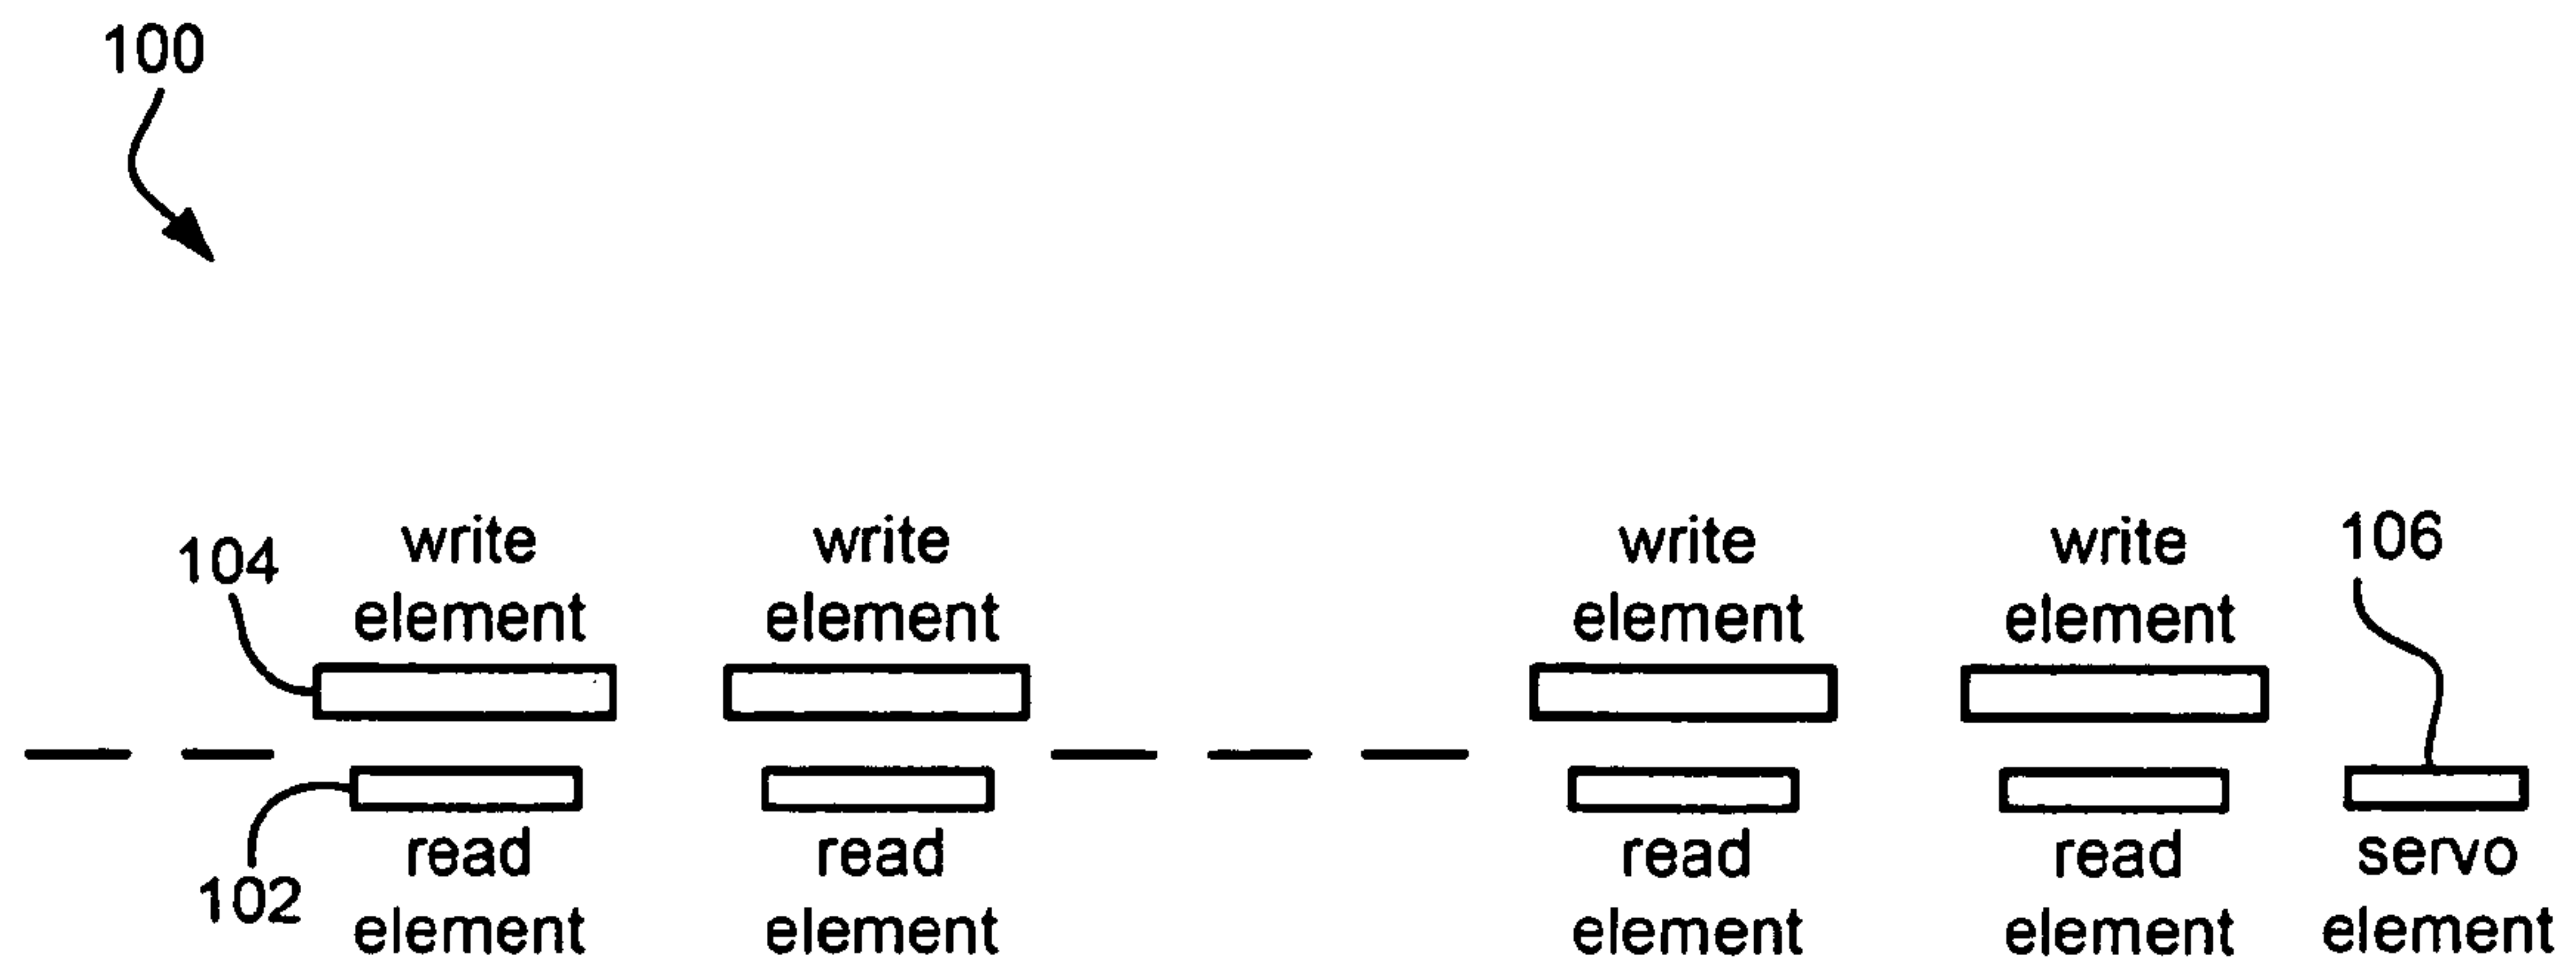 100
104
write
element
write
element
write
element
write
element
106
102
read
element
read
element
read
element
read
element
servo
element